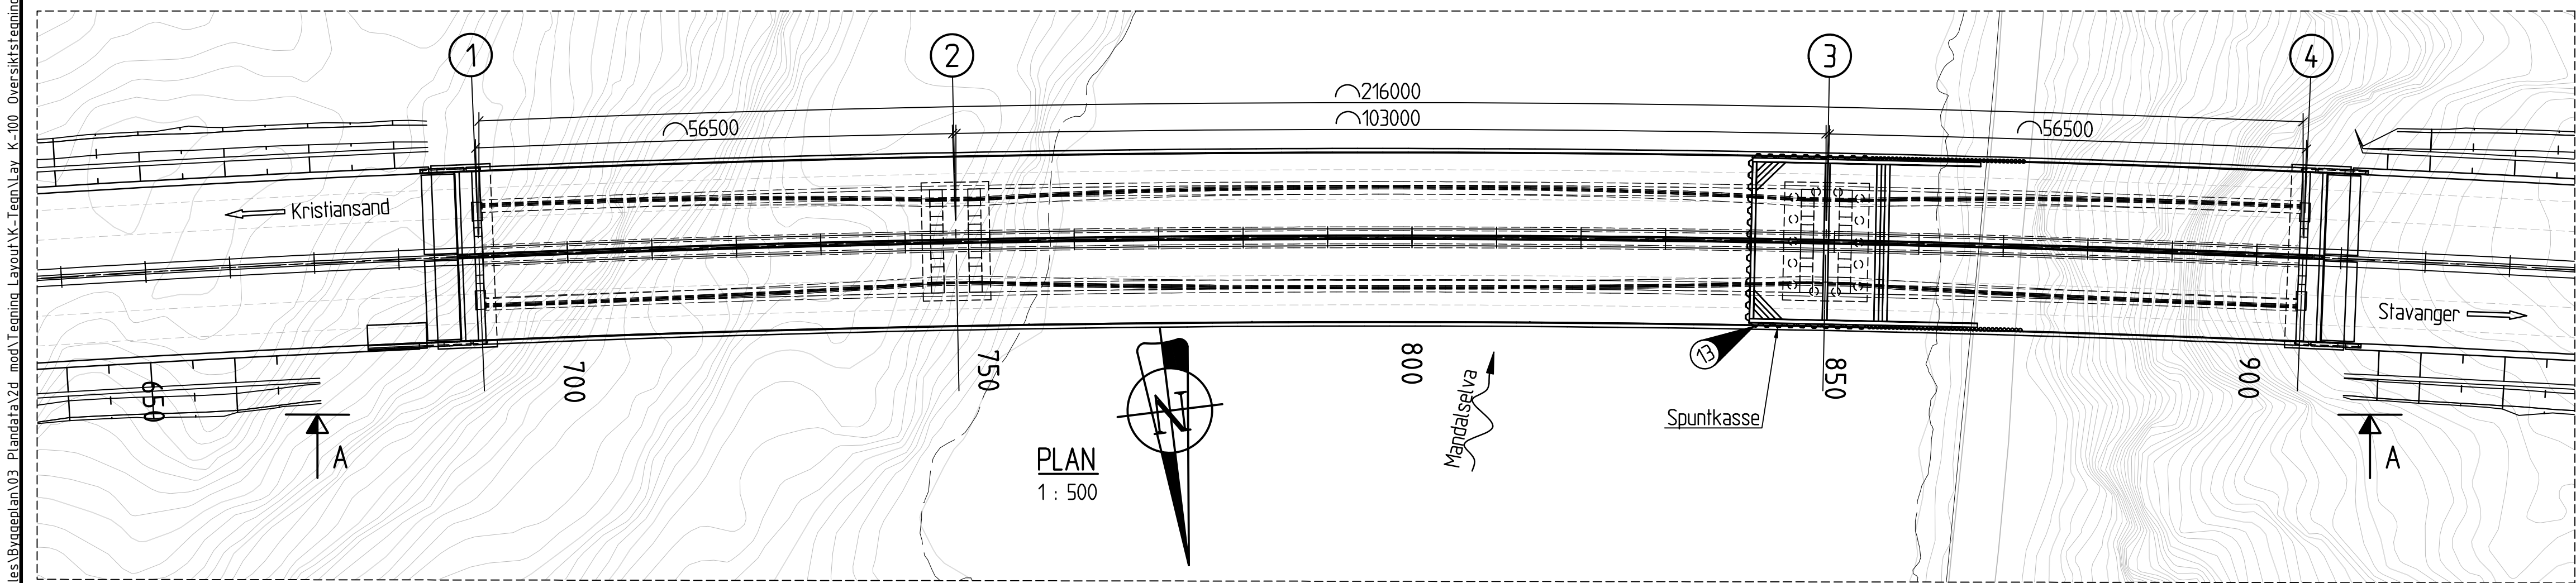 les\Byggeplan\03 Plandata\2d mod\Tegning Layout\K-Tegn\Lay K-100 Oversiktstegning
1
2
3
4
216000
103000
56500
56500
Kristiansand
Stavanger
650
700
750
800
850
900
13
Spuntkasse
Mandalselva
N
A
A
PLAN
1 : 500